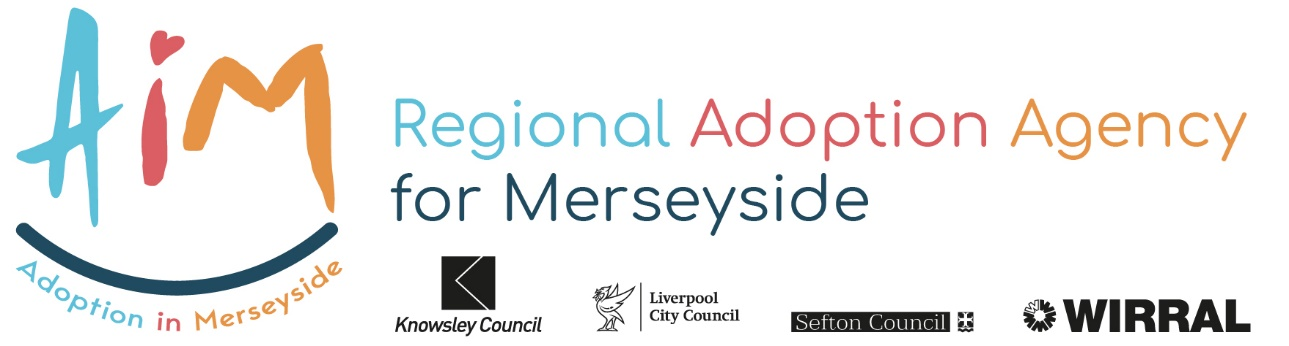 AiM
Adoption in Merseyside
Regional Adoption Agency
for Merseyside
Knowsley Council
Liverpool
City Council
Sefton Council
WIRRAL